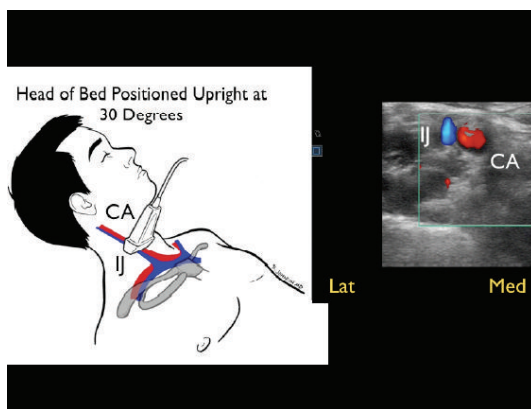 Head of Bed Positioned Upright at
30 Degrees
CA
IJ
IJ
CA
Lat
Med